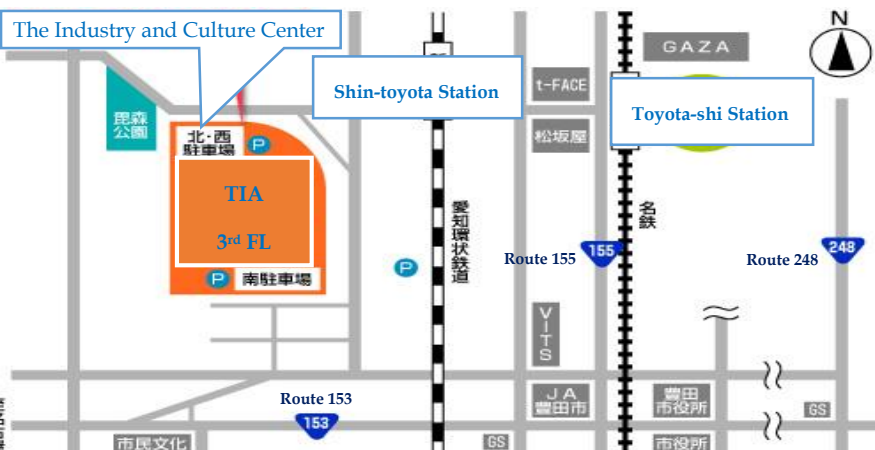 The Industry and Culture Center
N
GAZA
Shin-toyota Station
t-FACE
Toyota-shi Station
毘森
公園
北・西
駐車場
P
松坂屋
TIA
3rd FL
P
南駐車場
P
愛知環状鉄道
名鉄
Route 155
155
Route 248
248
VITS
Route 153
153
JA
豊田市
豊田
市役所
GS
市民文化
GS
市役所